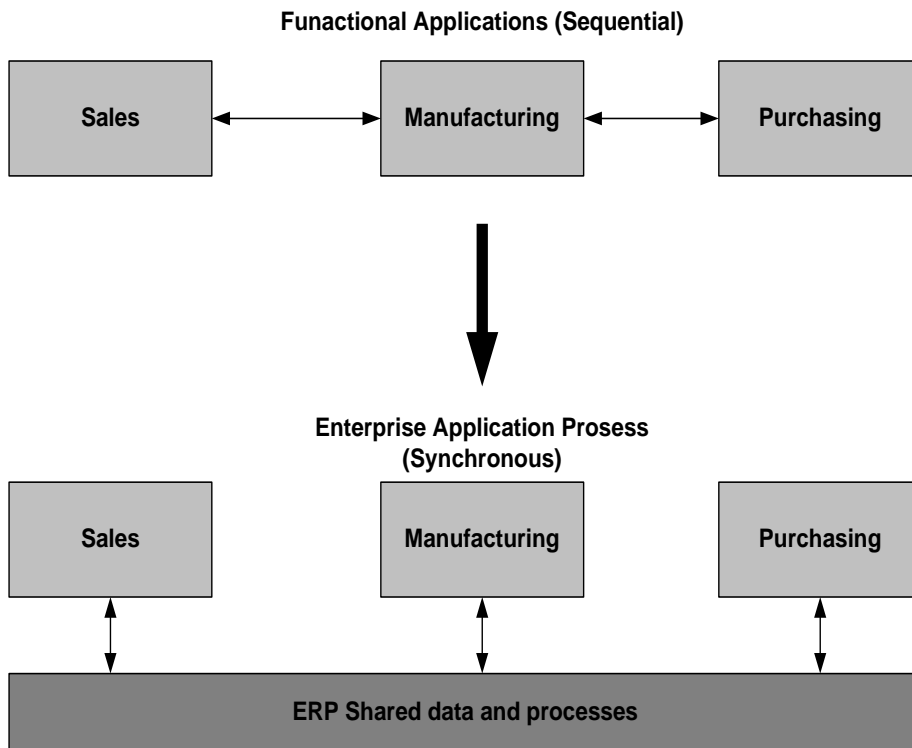 Funactional Applications (Sequential)
Sales
Manufacturing
Purchasing
Enterprise Application Prosess
(Synchronous)
Sales
Manufacturing
Purchasing
ERP Shared data and processes